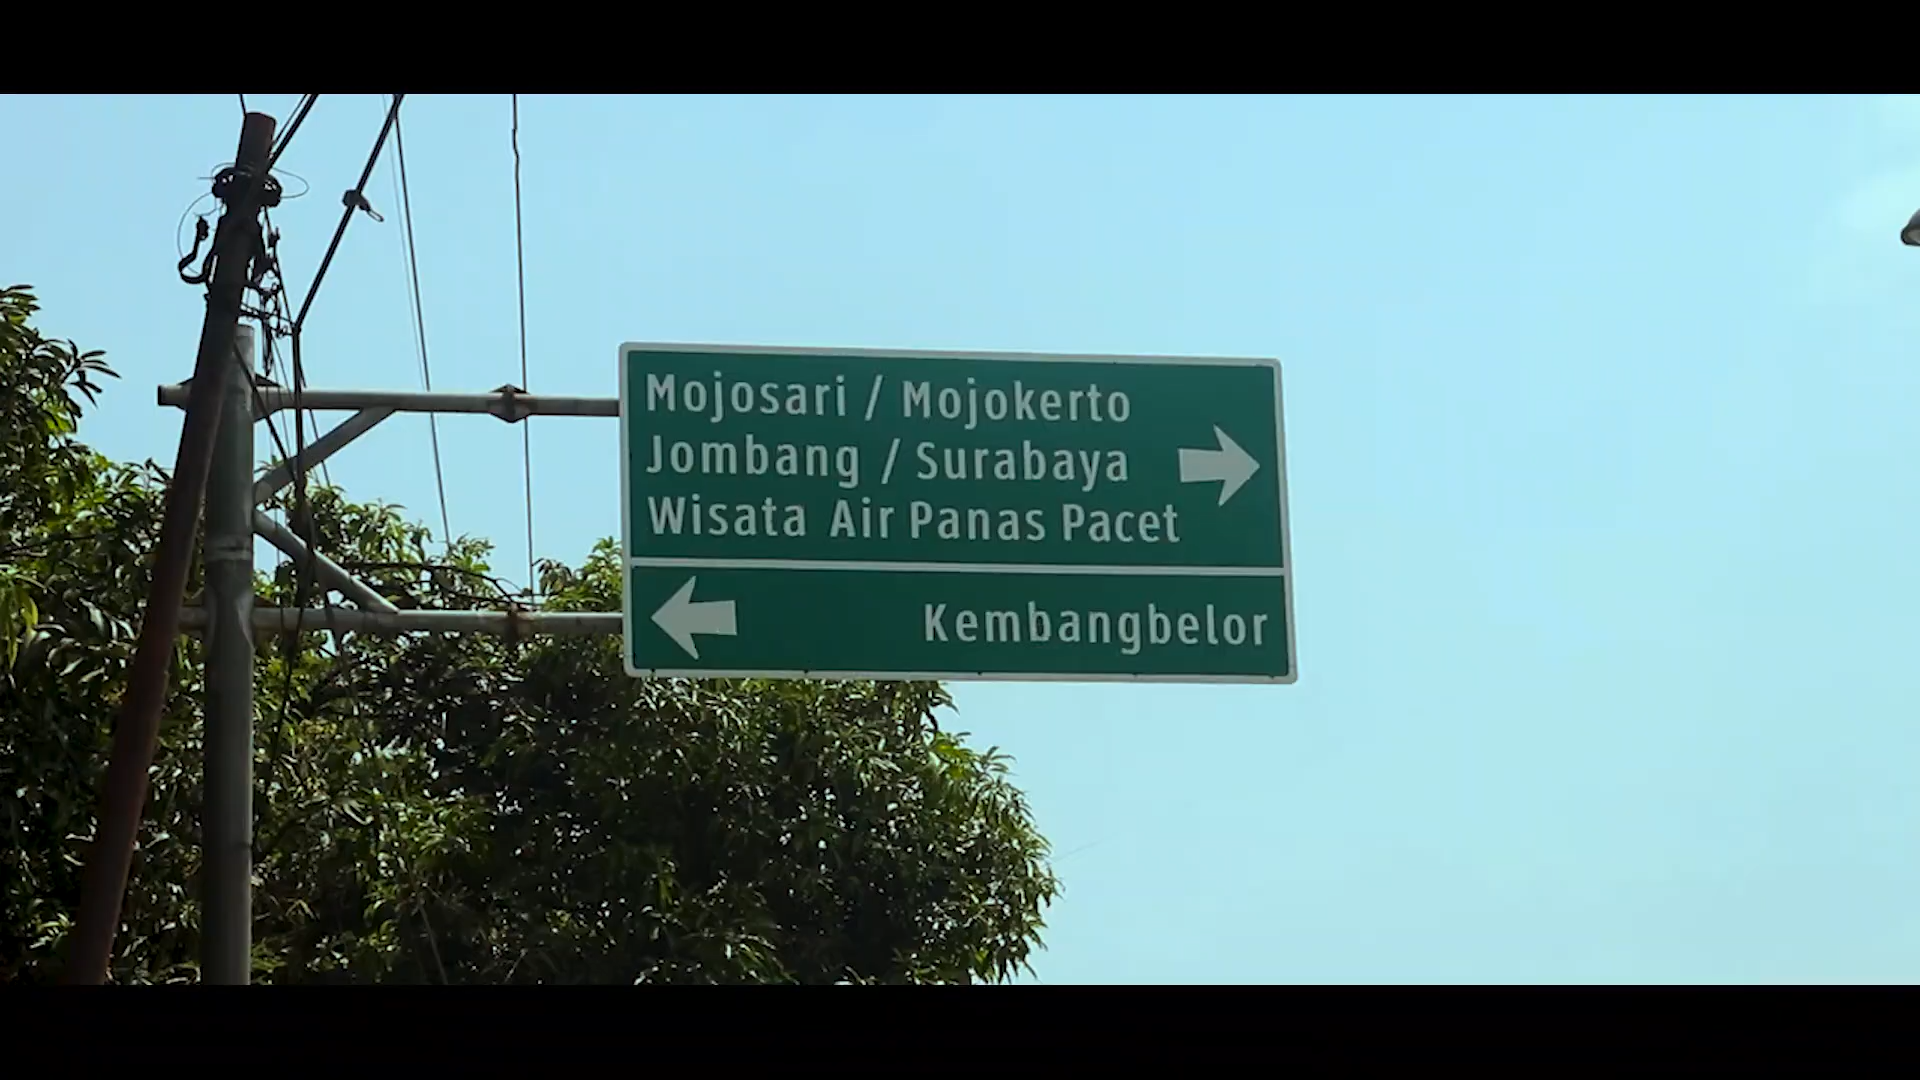 Mojosari / Mojokerto
Jombang / Surabaya
Wisata Air Panas Pacet
Kembangbelor